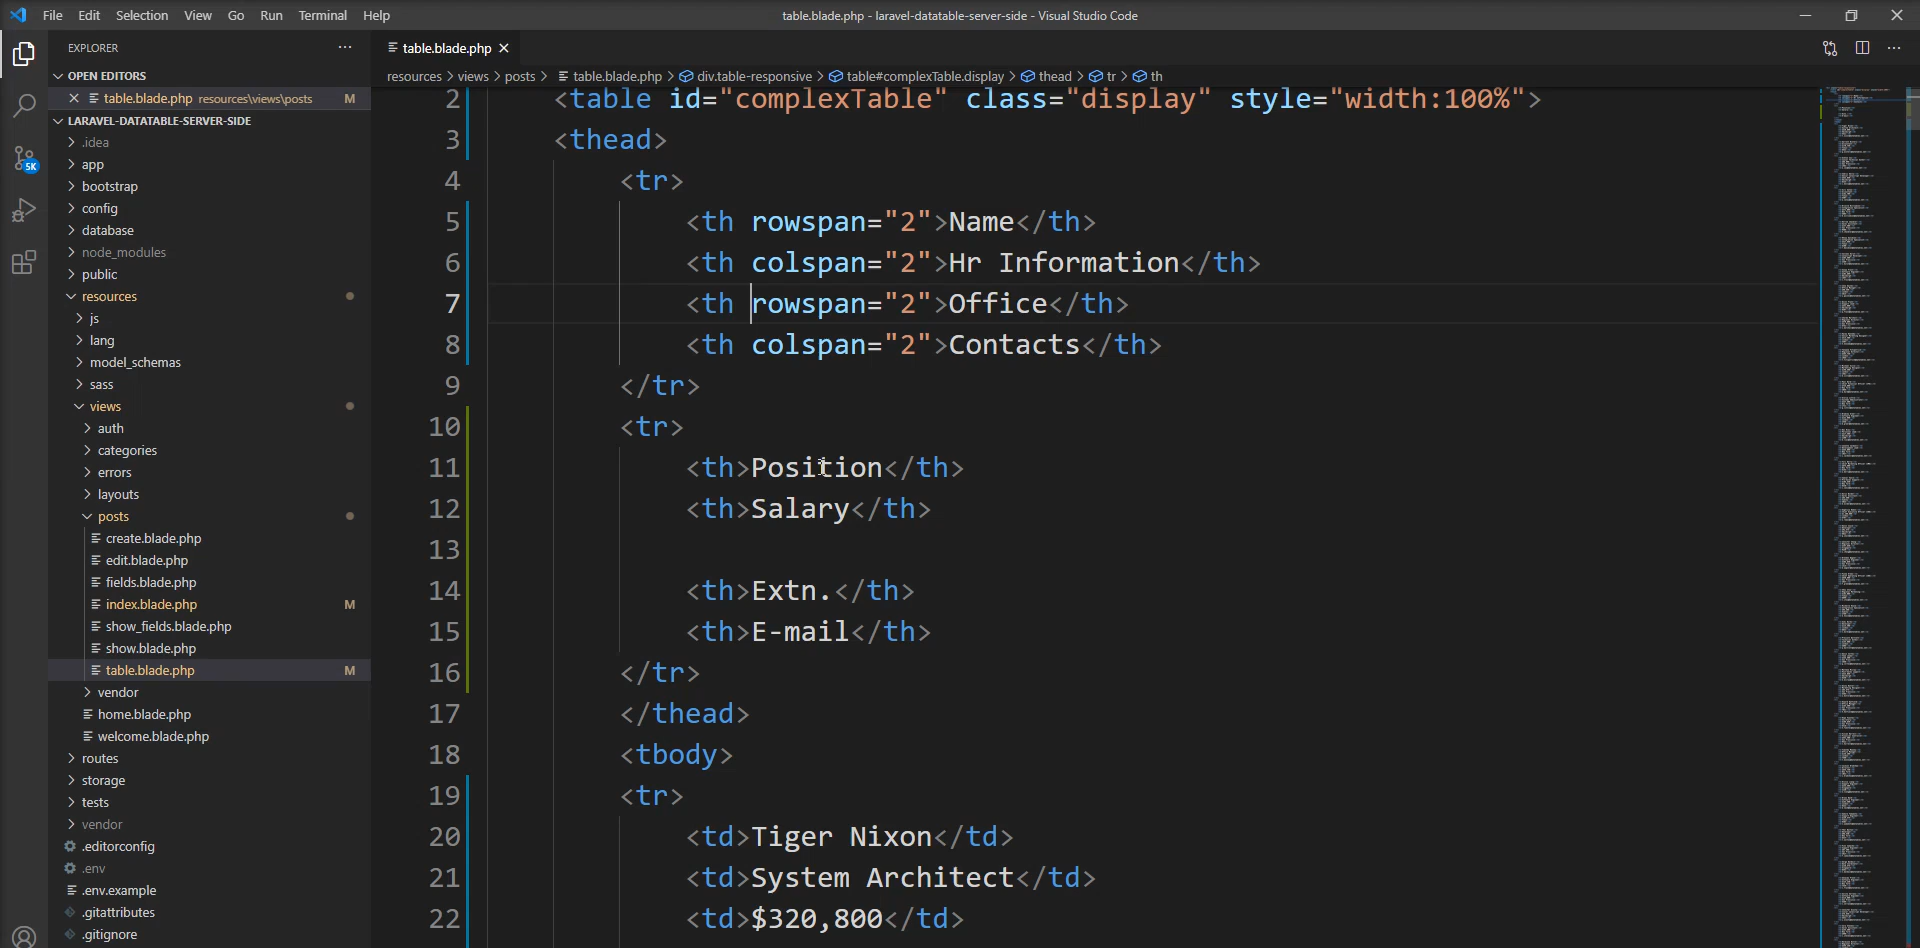 File Edit Selection View Go Run Terminal Help
table.blade.php - laravel-datatable-server-side - Visual Studio Code
EXPLORER
OPEN EDITORS
table.blade.php resources\views\posts M
LARAVEL-DATATABLE-SERVER-SIDE
.idea
app
bootstrap
config
database
node_modules
public
resources
js
lang
model_schemas
sass
views
auth
categories
errors
layouts
posts
create.blade.php
edit.blade.php
fields.blade.php
index.blade.php M
show_fields.blade.php
show.blade.php
table.blade.php M
vendor
home.blade.php
welcome.blade.php
routes
storage
tests
vendor
.editorconfig
.env
.env.example
.gitattributes
.gitignore
5K
table.blade.php
resources > views > posts > table.blade.php > div.table-responsive > table#complexTable.display > thead > tr > th
2 <table id="complexTable" class="display" style="width:100%">
3 <thead>
4 <tr>
5 <th rowspan="2">Name</th>
6 <th colspan="2">Hr Information</th>
7 <th rowspan="2">Office</th>
8 <th colspan="2">Contacts</th>
9 </tr>
10 <tr>
11 <th>Position</th>
12 <th>Salary</th>
13
14 <th>Extn.</th>
15 <th>E-mail</th>
16 </tr>
17 </thead>
18 <tbody>
19 <tr>
20 <td>Tiger Nixon</td>
21 <td>System Architect</td>
22 <td>$320,800</td>